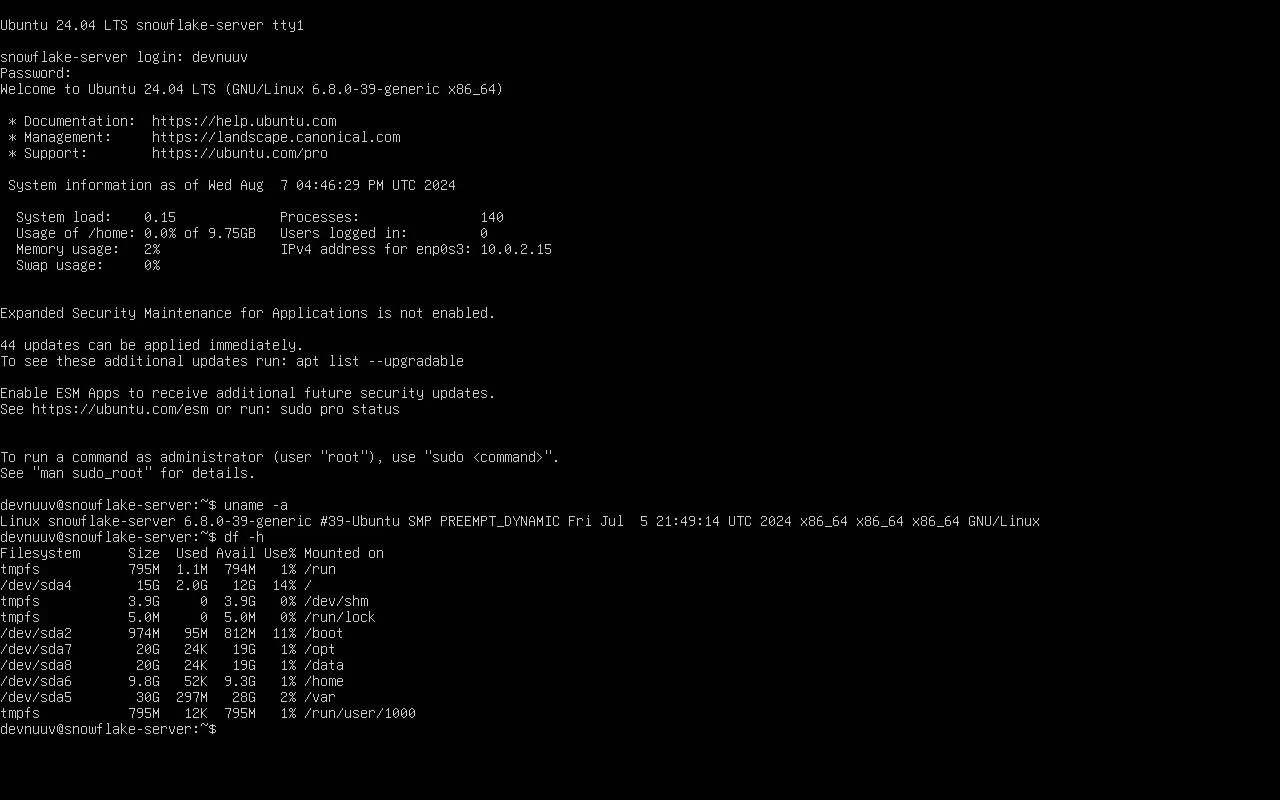 Ubuntu 24.04 LTS snowflake-server tty1
snowflake-server login: devnuuv
Password:
Welcome to Ubuntu 24.04 LTS (GNU/Linux 6.8.0-39-generic x86_64)
 * Documentation:  https://help.ubuntu.com
 * Management:     https://landscape.canonical.com
 * Support:        https://ubuntu.com/pro
 System information as of Wed Aug  7 04:46:29 PM UTC 2024
  System load:    0.15             Processes:               140
  Usage of /home: 0.0% of 9.75GB   Users logged in:         0
  Memory usage:   2%               IPv4 address for enp0s3: 10.0.2.15
  Swap usage:     0%
Expanded Security Maintenance for Applications is not enabled.
44 updates can be applied immediately.
To see these additional updates run: apt list --upgradable
Enable ESM Apps to receive additional future security updates.
See https://ubuntu.com/esm or run: sudo pro status
To run a command as administrator (user "root"), use "sudo <command>".
See "man sudo_root" for details.
devnuuv@snowflake-server:~$ uname -a
Linux snowflake-server 6.8.0-39-generic #39-Ubuntu SMP PREEMPT_DYNAMIC Fri Jul  5 21:49:14 UTC 2024 x86_64 x86_64 x86_64 GNU/Linux
devnuuv@snowflake-server:~$ df -h
Filesystem      Size  Used Avail Use% Mounted on
tmpfs           795M  1.1M  794M   1% /run
/dev/sda4        15G  2.0G   12G  14% /
tmpfs           3.9G     0  3.9G   0% /dev/shm
tmpfs           5.0M     0  5.0M   0% /run/lock
/dev/sda2       974M   95M  812M  11% /boot
/dev/sda7        20G   24K   19G   1% /opt
/dev/sda8        20G   24K   19G   1% /data
/dev/sda6       9.8G   52K  9.3G   1% /home
/dev/sda5        30G  297M   28G   2% /var
tmpfs           795M   12K  795M   1% /run/user/1000
devnuuv@snowflake-server:~$